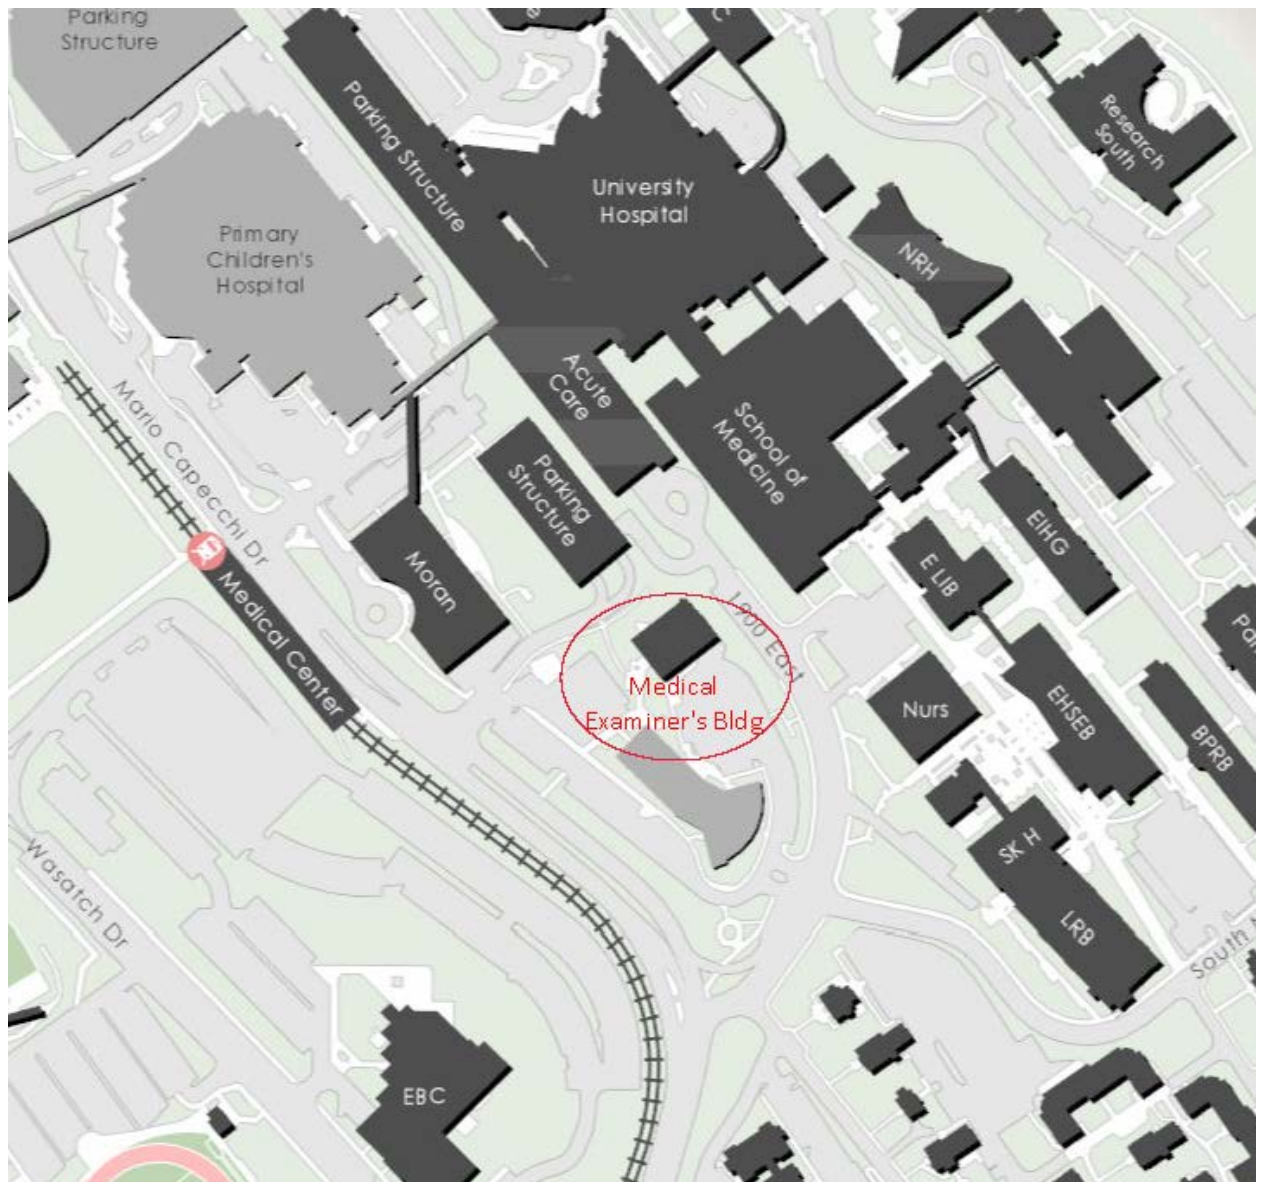 Parking
Structure
Parking Structure
University
Hospital
Research
South
NRH
Primary
Children's
Hospital
Acute
Care
School of
Medicine
Mario Capecchi Dr
Parking
Structure
EIHG
Moran
E LIB
Medical Center
1900 East
Medical
Examiner's Bldg
Nurs
EHSEB
BPRB
SK H
LRB
Wasatch Dr
South
EBC